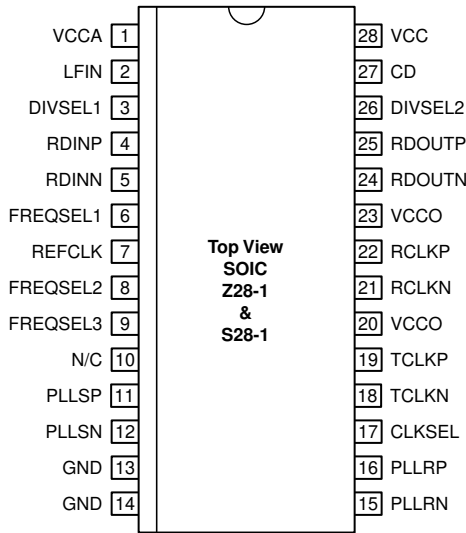 VCCA 1
LFIN 2
DIVSEL1 3
RDINP 4
RDINN 5
FREQSEL1 6
REFCLK 7
FREQSEL2 8
FREQSEL3 9
N/C 10
PLLSP 11
PLLSN 12
GND 13
GND 14
Top View
SOIC
Z28-1
&
S28-1
28 VCC
27 CD
26 DIVSEL2
25 RDOUTP
24 RDOUTN
23 VCCO
22 RCLKP
21 RCLKN
20 VCCO
19 TCLKP
18 TCLKN
17 CLKSEL
16 PLLRP
15 PLLRN